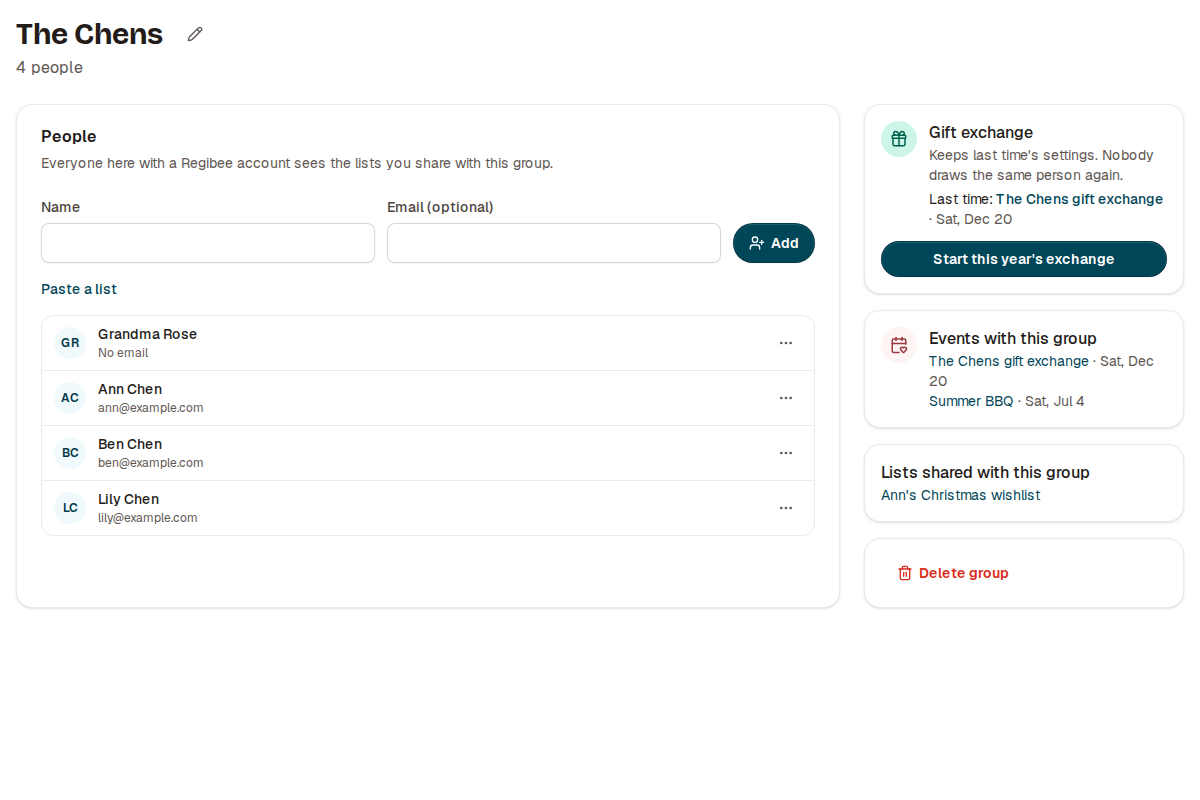 The Chens
4 people
People
Everyone here with a Regibee account sees the lists you share with this group.
Name
Email (optional)
Add
Paste a list
GR
Grandma Rose
No email
AC
Ann Chen
ann@example.com
BC
Ben Chen
ben@example.com
LC
Lily Chen
lily@example.com
Gift exchange
Keeps last time's settings. Nobody
draws the same person again.
Last time: The Chens gift exchange
· Sat, Dec 20
Start this year's exchange
Events with this group
The Chens gift exchange · Sat, Dec
20
Summer BBQ · Sat, Jul 4
Lists shared with this group
Ann's Christmas wishlist
Delete group